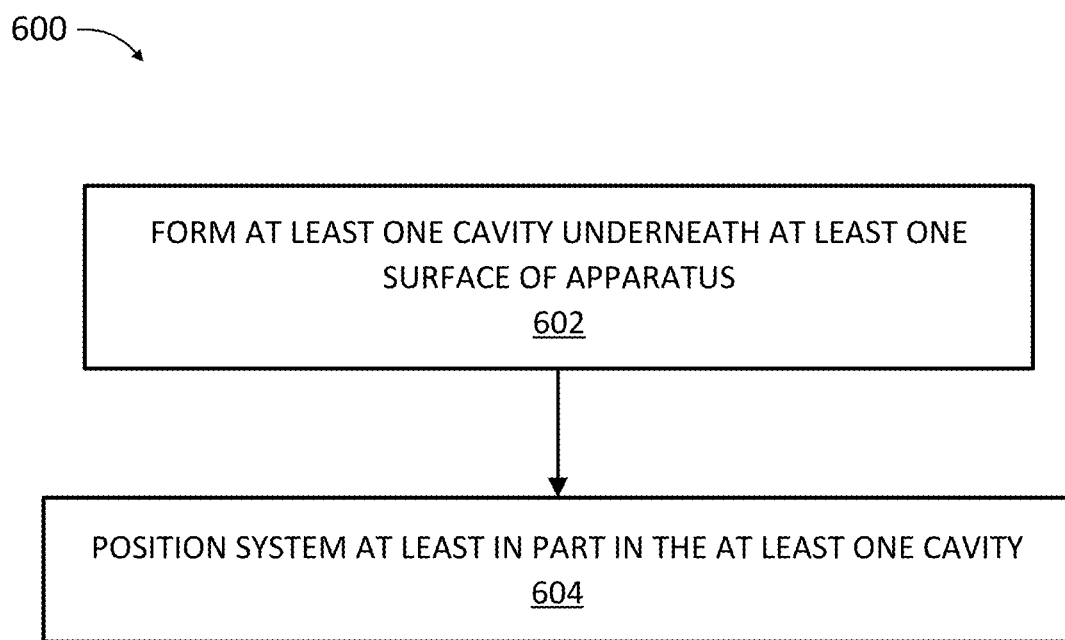 600
FORM AT LEAST ONE CAVITY UNDERNEATH AT LEAST ONE
SURFACE OF APPARATUS
602
POSITION SYSTEM AT LEAST IN PART IN THE AT LEAST ONE CAVITY
604